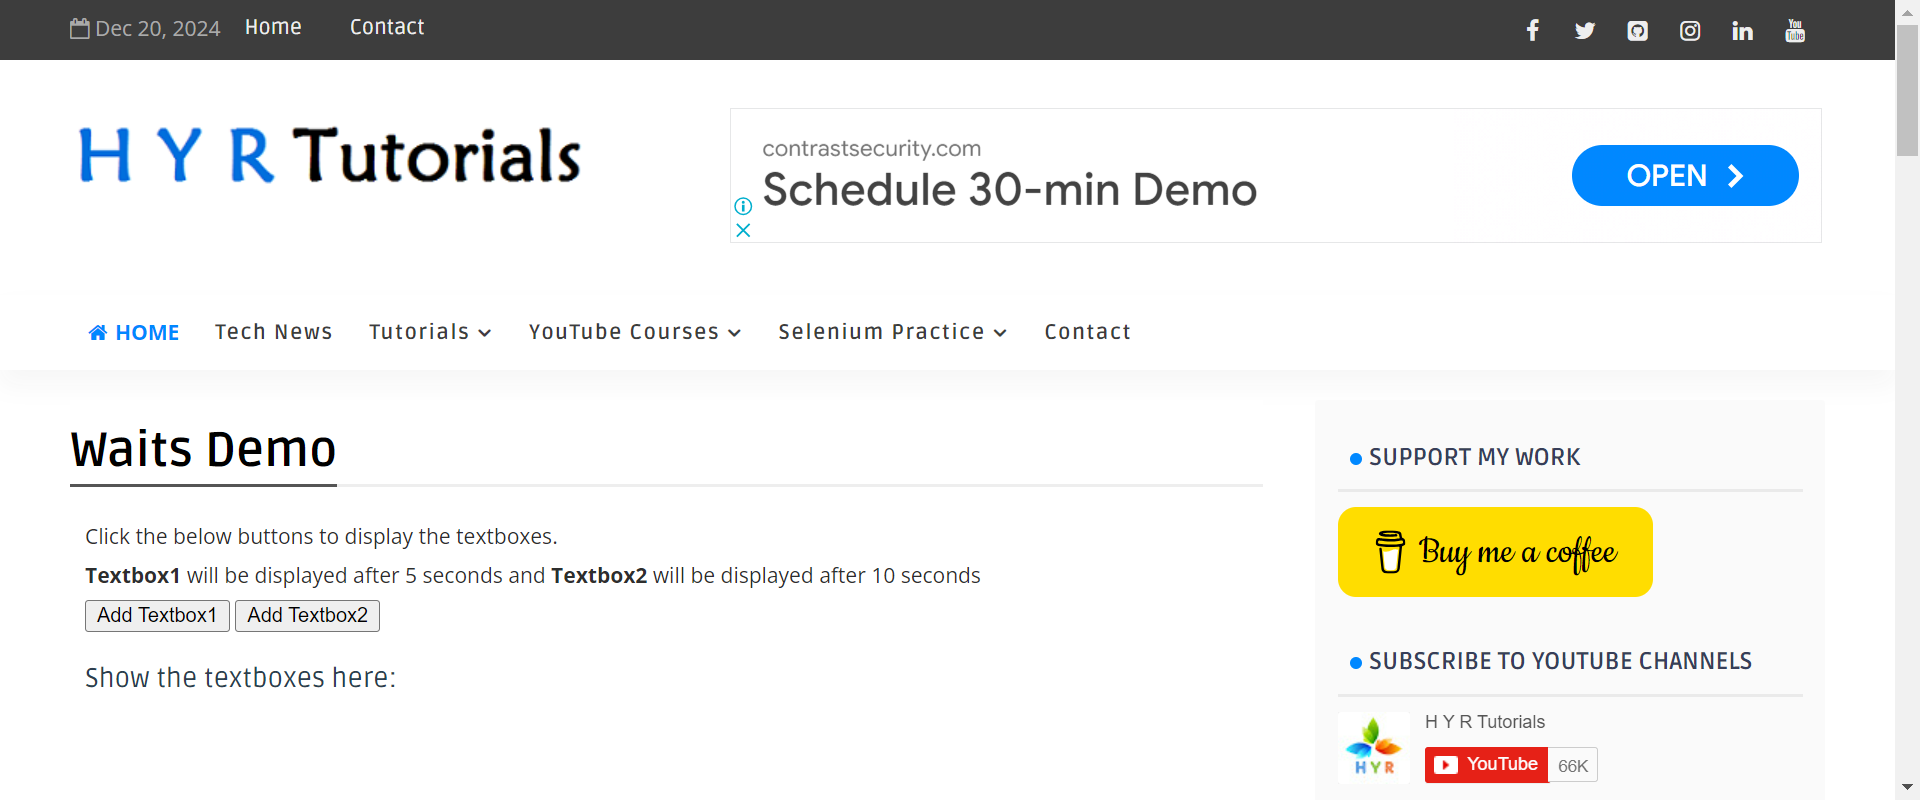 Dec 20, 2024 Home Contact
You
Tube
H Y R Tutorials
contrastsecurity.com
Schedule 30-min Demo
OPEN
HOME Tech News Tutorials YouTube Courses Selenium Practice Contact
Waits Demo
Click the below buttons to display the textboxes.
Textbox1 will be displayed after 5 seconds and Textbox2 will be displayed after 10 seconds
Add Textbox1 Add Textbox2
Show the textboxes here:
SUPPORT MY WORK
Buy me a coffee
SUBSCRIBE TO YOUTUBE CHANNELS
H Y R Tutorials
HYR
YouTube 66K